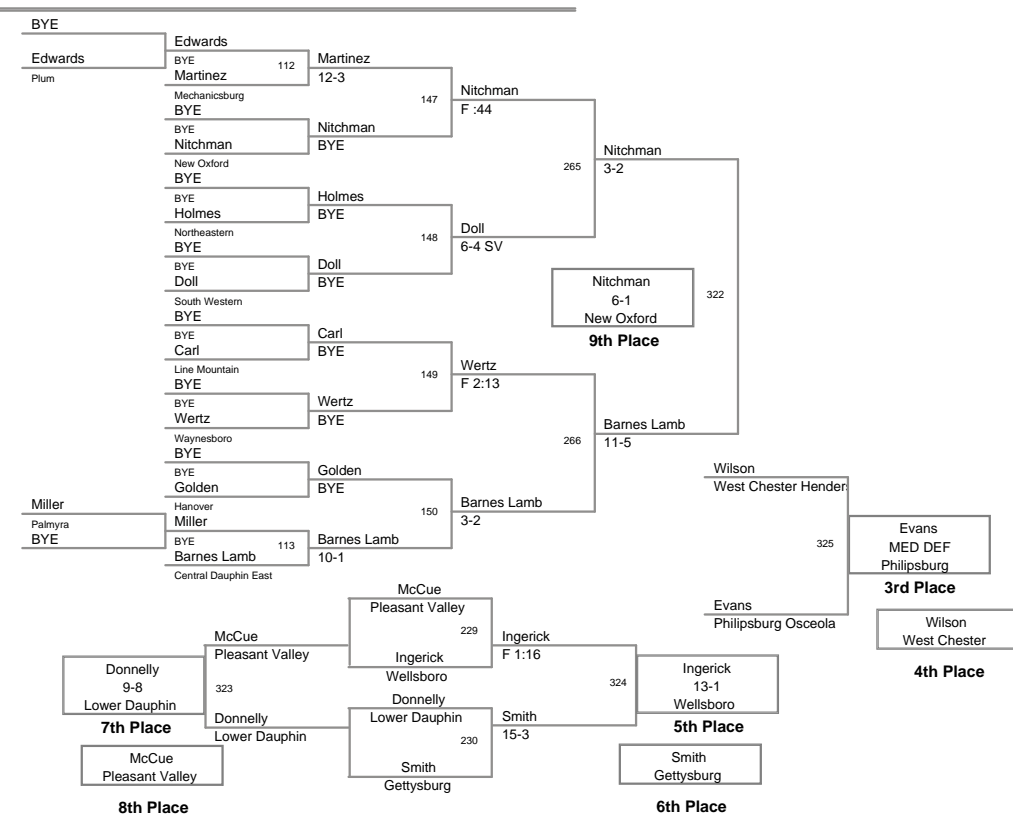 BYE
Edwards
Plum
Edwards
BYE
Martinez
Mechanicsburg
112
Martinez
12-3
BYE
BYE
Nitchman
New Oxford
Nitchman
BYE
147
Nitchman
F :44
BYE
BYE
Holmes
Northeastern
Holmes
BYE
BYE
BYE
Doll
South Western
Doll
BYE
148
Doll
6-4 SV
265
Nitchman
3-2
BYE
BYE
Carl
Line Mountain
Carl
BYE
BYE
BYE
Wertz
Waynesboro
Wertz
BYE
149
Wertz
F 2:13
BYE
BYE
Golden
Hanover
Golden
BYE
Miller
Palmyra
BYE
Miller
BYE
Barnes Lamb
Central Dauphin East
113
Barnes Lamb
10-1
150
Barnes Lamb
3-2
266
Barnes Lamb
11-5
322
Nitchman
6-1
New Oxford
9th Place
Wilson
West Chester Hender
325
Evans
Philipsburg Osceola
Evans
MED DEF
Philipsburg
3rd Place
Wilson
West Chester
4th Place
McCue
Pleasant Valley
229
Ingerick
Wellsboro
Donnelly
Lower Dauphin
230
Smith
Gettysburg
McCue
Pleasant Valley
323
Donnelly
Lower Dauphin
Donnelly
9-8
Lower Dauphin
7th Place
McCue
Pleasant Valley
8th Place
Ingerick
F 1:16
324
Smith
15-3
Ingerick
13-1
Wellsboro
5th Place
Smith
Gettysburg
6th Place